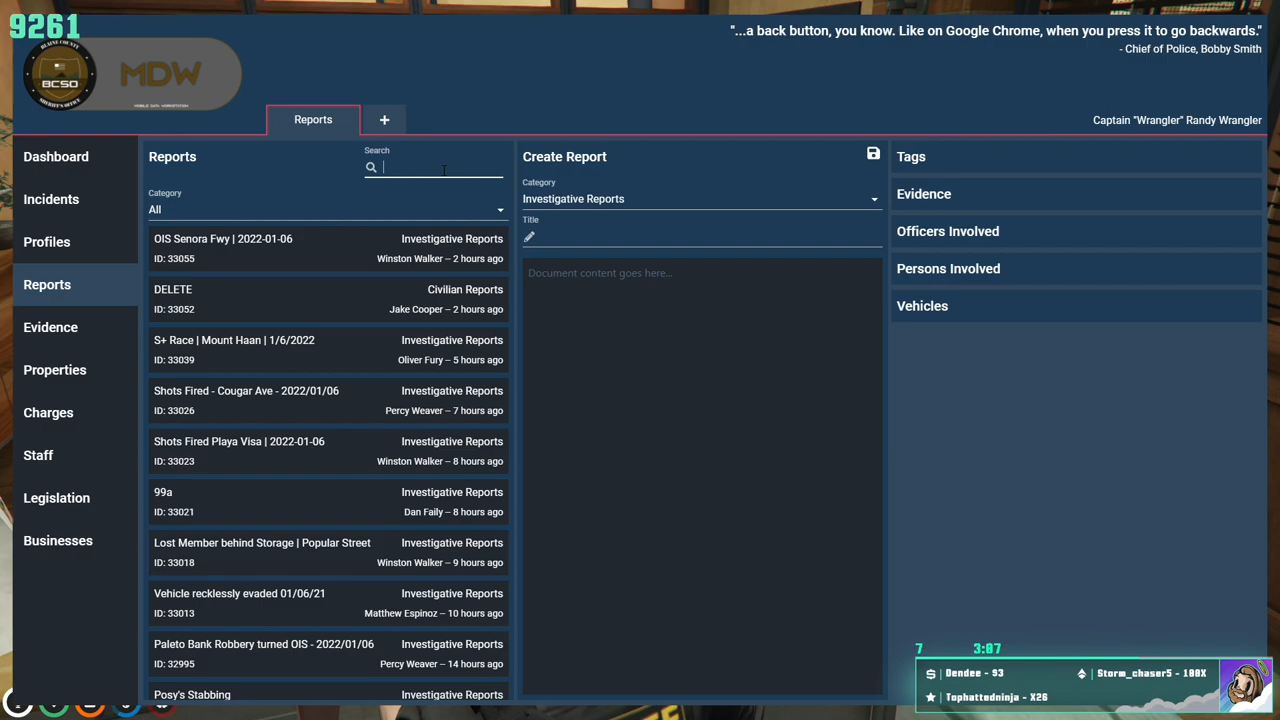 9261
BLAINE COUNTY
BCSO
SHERIFF'S OFFICE
MDW
MOBILE DATA WORKSTATION
"...a back button, you know. Like on Google Chrome, when you press it to go backwards."
- Chief of Police, Bobby Smith
Reports
+
Captain "Wrangler" Randy Wrangler
Dashboard
Incidents
Profiles
Reports
Evidence
Properties
Charges
Staff
Legislation
Businesses
Reports
Search
Category
All
OIS Senora Fwy | 2022-01-06 Investigative Reports
ID: 33055 Winston Walker – 2 hours ago
DELETE Civilian Reports
ID: 33052 Jake Cooper – 2 hours ago
S+ Race | Mount Haan | 1/6/2022 Investigative Reports
ID: 33039 Oliver Fury – 5 hours ago
Shots Fired - Cougar Ave - 2022/01/06 Investigative Reports
ID: 33026 Percy Weaver – 7 hours ago
Shots Fired Playa Visa | 2022-01-06 Investigative Reports
ID: 33023 Winston Walker – 8 hours ago
99a Investigative Reports
ID: 33021 Dan Faily – 8 hours ago
Lost Member behind Storage | Popular Street Investigative Reports
ID: 33018 Winston Walker – 9 hours ago
Vehicle recklessly evaded 01/06/21 Investigative Reports
ID: 33013 Matthew Espinoz – 10 hours ago
Paleto Bank Robbery turned OIS - 2022/01/06 Investigative Reports
ID: 32995 Percy Weaver – 14 hours ago
Posy's Stabbing Investigative Reports
Create Report
Category
Investigative Reports
Title
Document content goes here...
Tags
Evidence
Officers Involved
Persons Involved
Vehicles
7 3:07
Dendee - $3 Storm_chaser5 - 100X
Tophattedninja - X26